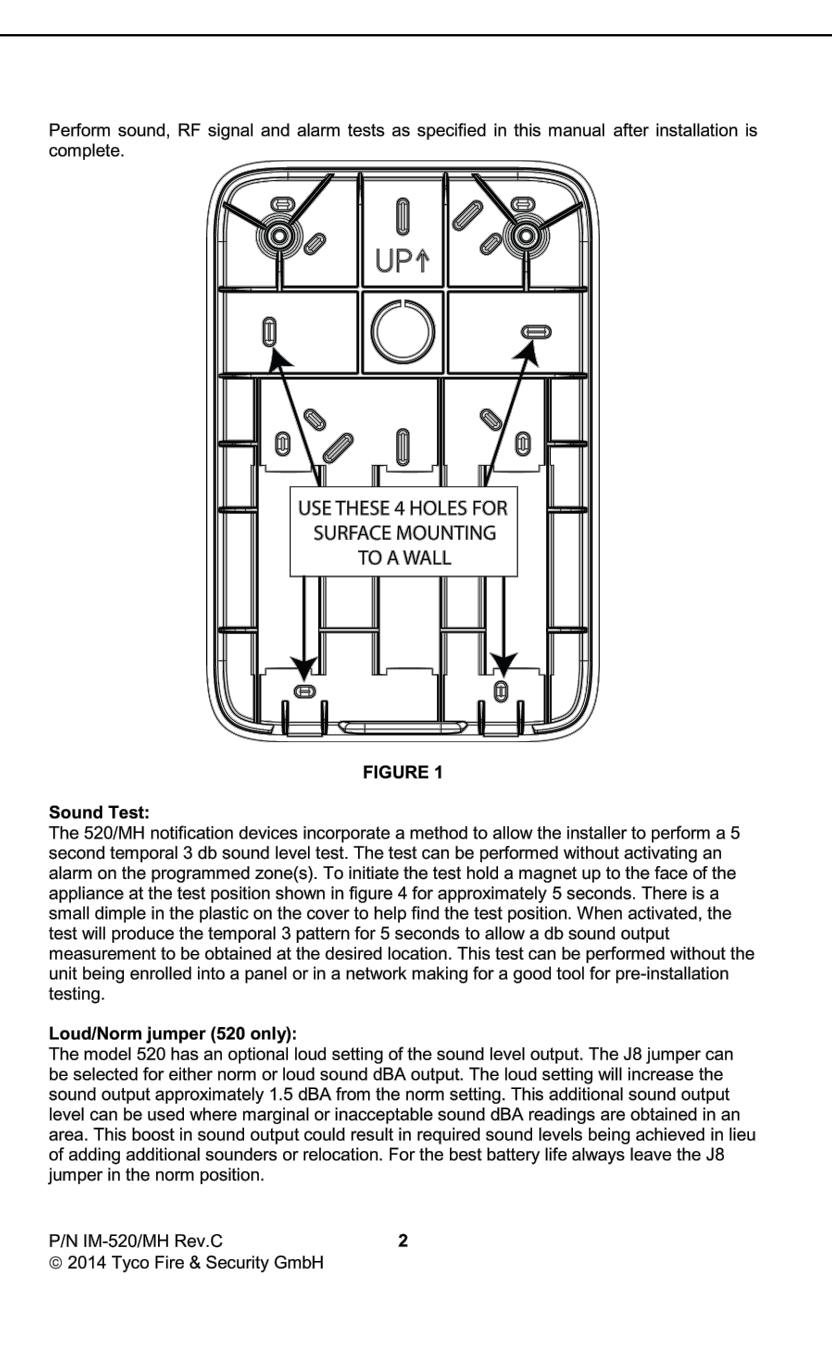 Perform sound, RF signal and alarm tests as specified in this manual after installation is
complete.
UP↑
USE THESE 4 HOLES FOR
SURFACE MOUNTING
TO A WALL
FIGURE 1
Sound Test:
The 520/MH notification devices incorporate a method to allow the installer to perform a 5
second temporal 3 db sound level test. The test can be performed without activating an
alarm on the programmed zone(s). To initiate the test hold a magnet up to the face of the
appliance at the test position shown in figure 4 for approximately 5 seconds. There is a
small dimple in the plastic on the cover to help find the test position. When activated, the
test will produce the temporal 3 pattern for 5 seconds to allow a db sound output
measurement to be obtained at the desired location. This test can be performed without the
unit being enrolled into a panel or in a network making for a good tool for pre-installation
testing.
Loud/Norm jumper (520 only):
The model 520 has an optional loud setting of the sound level output. The J8 jumper can
be selected for either norm or loud sound dBA output. The loud setting will increase the
sound output approximately 1.5 dBA from the norm setting. This additional sound output
level can be used where marginal or inacceptable sound dBA readings are obtained in an
area. This boost in sound output could result in required sound levels being achieved in lieu
of adding additional sounders or relocation. For the best battery life always leave the J8
jumper in the norm position.
P/N IM-520/MH Rev.C 2
© 2014 Tyco Fire & Security GmbH